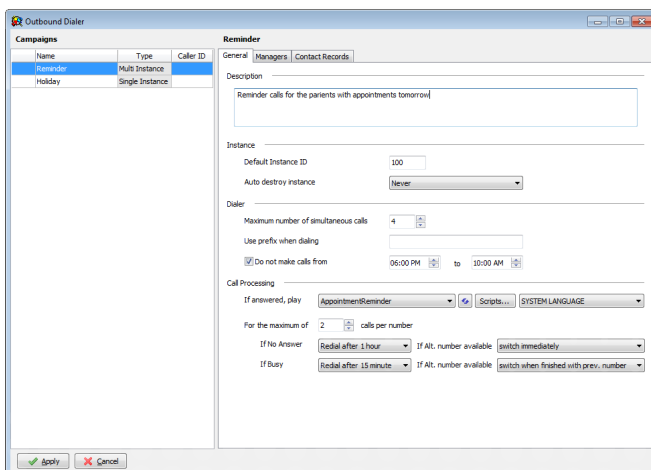 Outbound Dialer
Campaigns
Name Type Caller ID
Reminder Multi Instance
Holiday Single Instance
Reminder
General Managers Contact Records
Description
Reminder calls for the parients with appointments tomorrow
Instance
Default Instance ID 100
Auto destroy instance Never
Dialer
Maximum number of simultaneous calls 4
Use prefix when dialing
Do not make calls from 06:00 PM to 10:00 AM
Call Processing
If answered, play AppointmentReminder Scripts... SYSTEM LANGUAGE
For the maximum of 2 calls per number
If No Answer Redial after 1 hour If Alt. number available switch immediately
If Busy Redial after 15 minute If Alt. number available switch when finished with prev. number
Apply Cancel